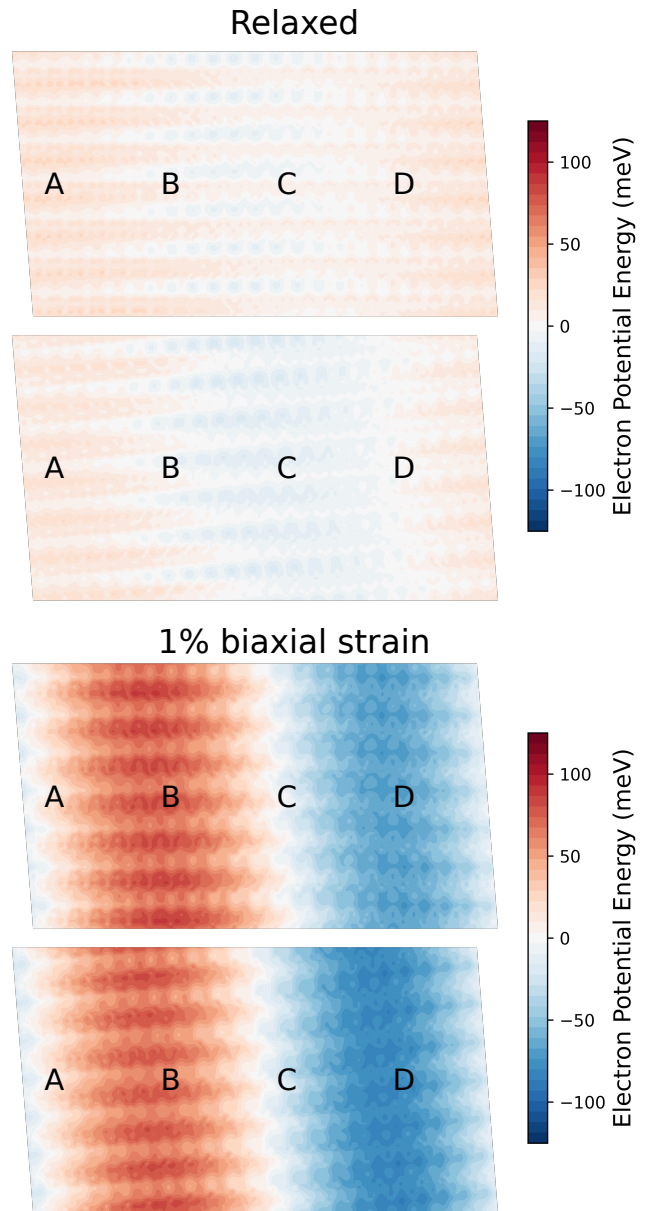 Relaxed
A B C D
A B C D
100
50
0
−50
−100
Electron Potential Energy (meV)
1% biaxial strain
A B C D
A B C D
100
50
0
−50
−100
Electron Potential Energy (meV)